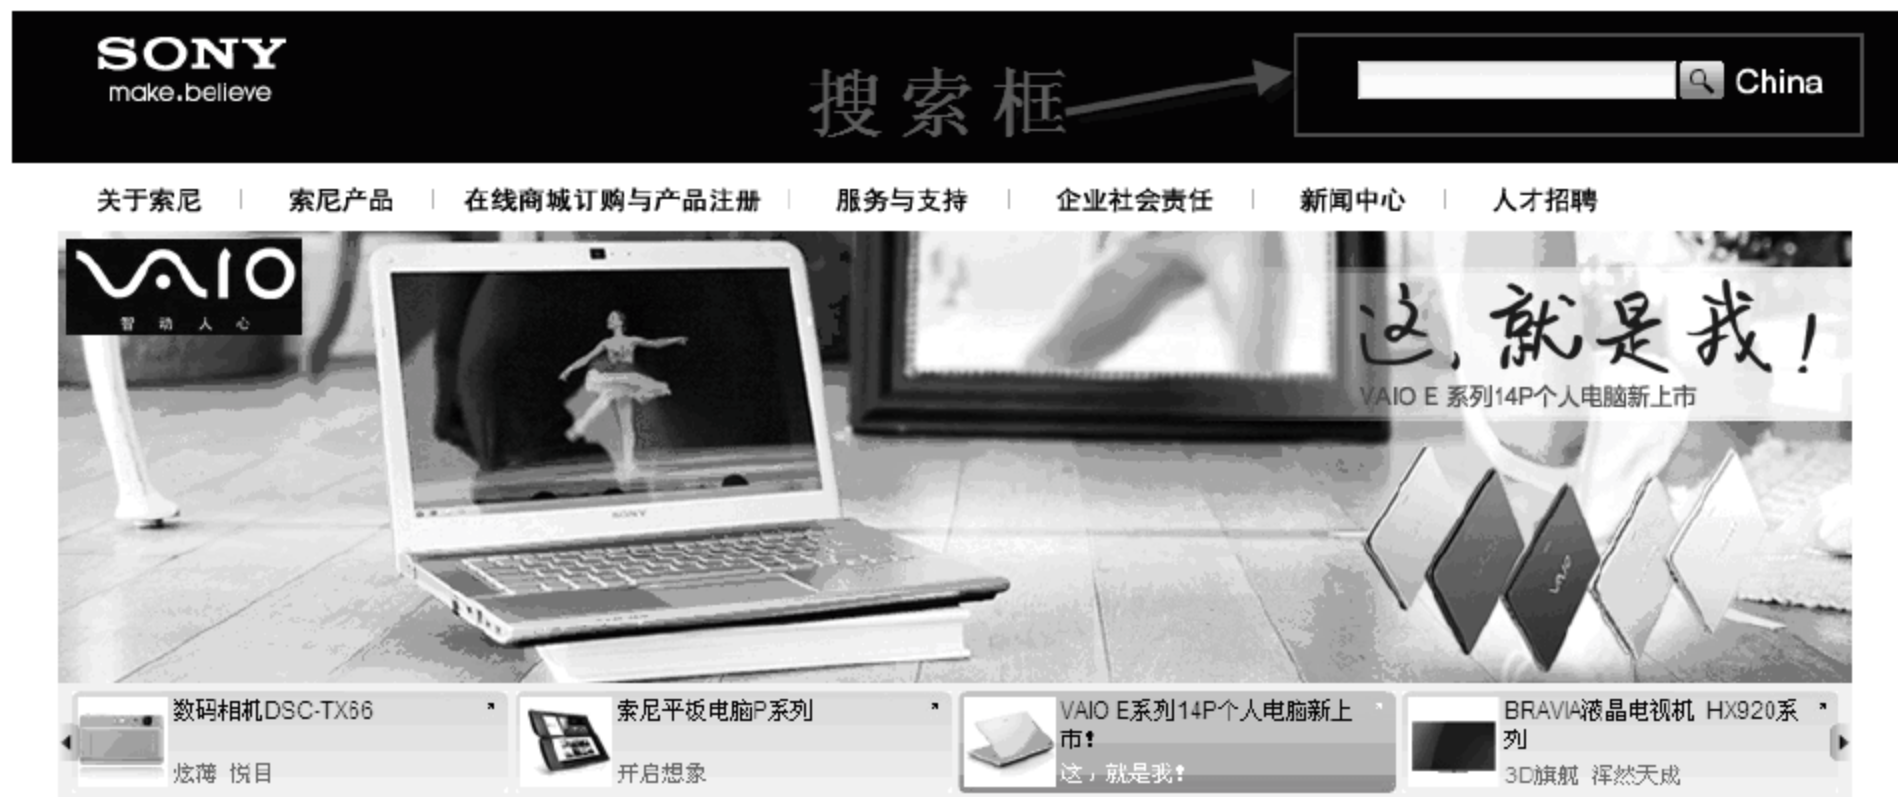 SONY
make.believe
搜索框
China
关于索尼
索尼产品
在线商城订购与产品注册
服务与支持
企业社会责任
新闻中心
人才招聘
VAIO
智动人心
这,就是我!
VAIO E 系列14P个人电脑新上市
SONY
VAIO
数码相机DSC-TX66
炫薄 悦目
索尼平板电脑P系列
开启想象
VAIO E系列14P个人电脑新上
市!
这,就是我!
BRAVIA液晶电视机 HX920系
列
3D旗舰 浑然天成